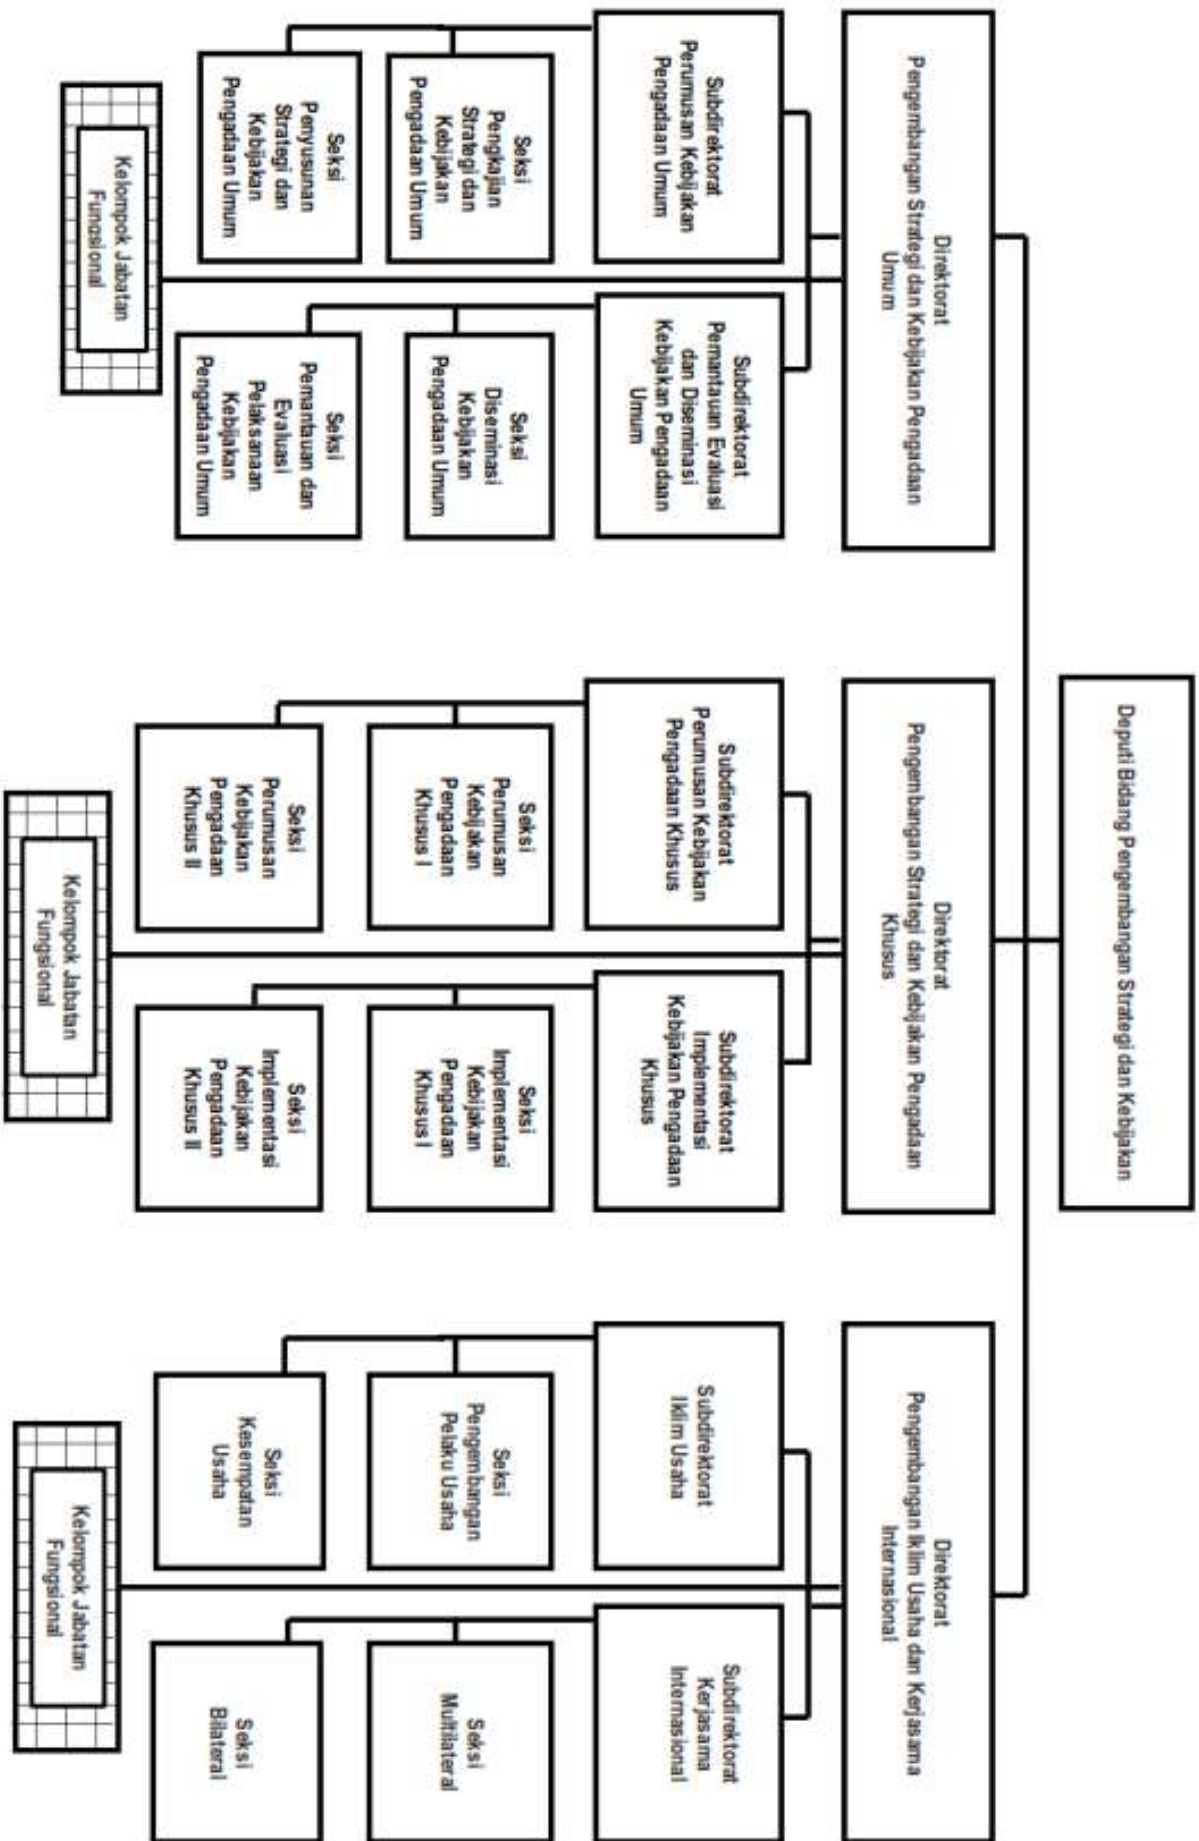 Deputi Bidang Pengembangan Strategi dan Kebijakan
Direktorat
Pengembangan Strategi dan Kebijakan Pengadaan
Umum
Direktorat
Pengembangan Strategi dan Kebijakan Pengadaan
Khusus
Direktorat
Pengembangan Iklim Usaha dan Kerjasama
Internasional
Subdirektorat
Perumusan Kebijakan
Pengadaan Umum
Subdirektorat
Pemantauan Evaluasi
dan Diseminasi
Kebijakan Pengadaan
Umum
Subdirektorat
Perumusan Kebijakan
Pengadaan Khusus
Subdirektorat
Implementasi
Kebijakan Pengadaan
Khusus
Subdirektorat
Iklim Usaha
Subdirektorat
Kerjasama
Internasional
Seksi
Pengkajian
Strategi dan
Kebijakan
Pengadaan Umum
Seksi
Diseminasi
Kebijakan
Pengadaan Umum
Seksi
Perumusan
Kebijakan
Pengadaan
Khusus I
Seksi
Implementasi
Kebijakan
Pengadaan
Khusus I
Seksi
Pengembangan
Pelaku Usaha
Seksi
Multilateral
Seksi
Penyusunan
Strategi dan
Kebijakan
Pengadaan Umum
Seksi
Pemantauan dan
Evaluasi
Pelaksanaan
Kebijakan
Pengadaan Umum
Seksi
Perumusan
Kebijakan
Pengadaan
Khusus II
Seksi
Implementasi
Kebijakan
Pengadaan
Khusus II
Seksi
Kesempatan
Usaha
Seksi
Bilateral
Kelompok Jabatan
Fungsional
Kelompok Jabatan
Fungsional
Kelompok Jabatan
Fungsional